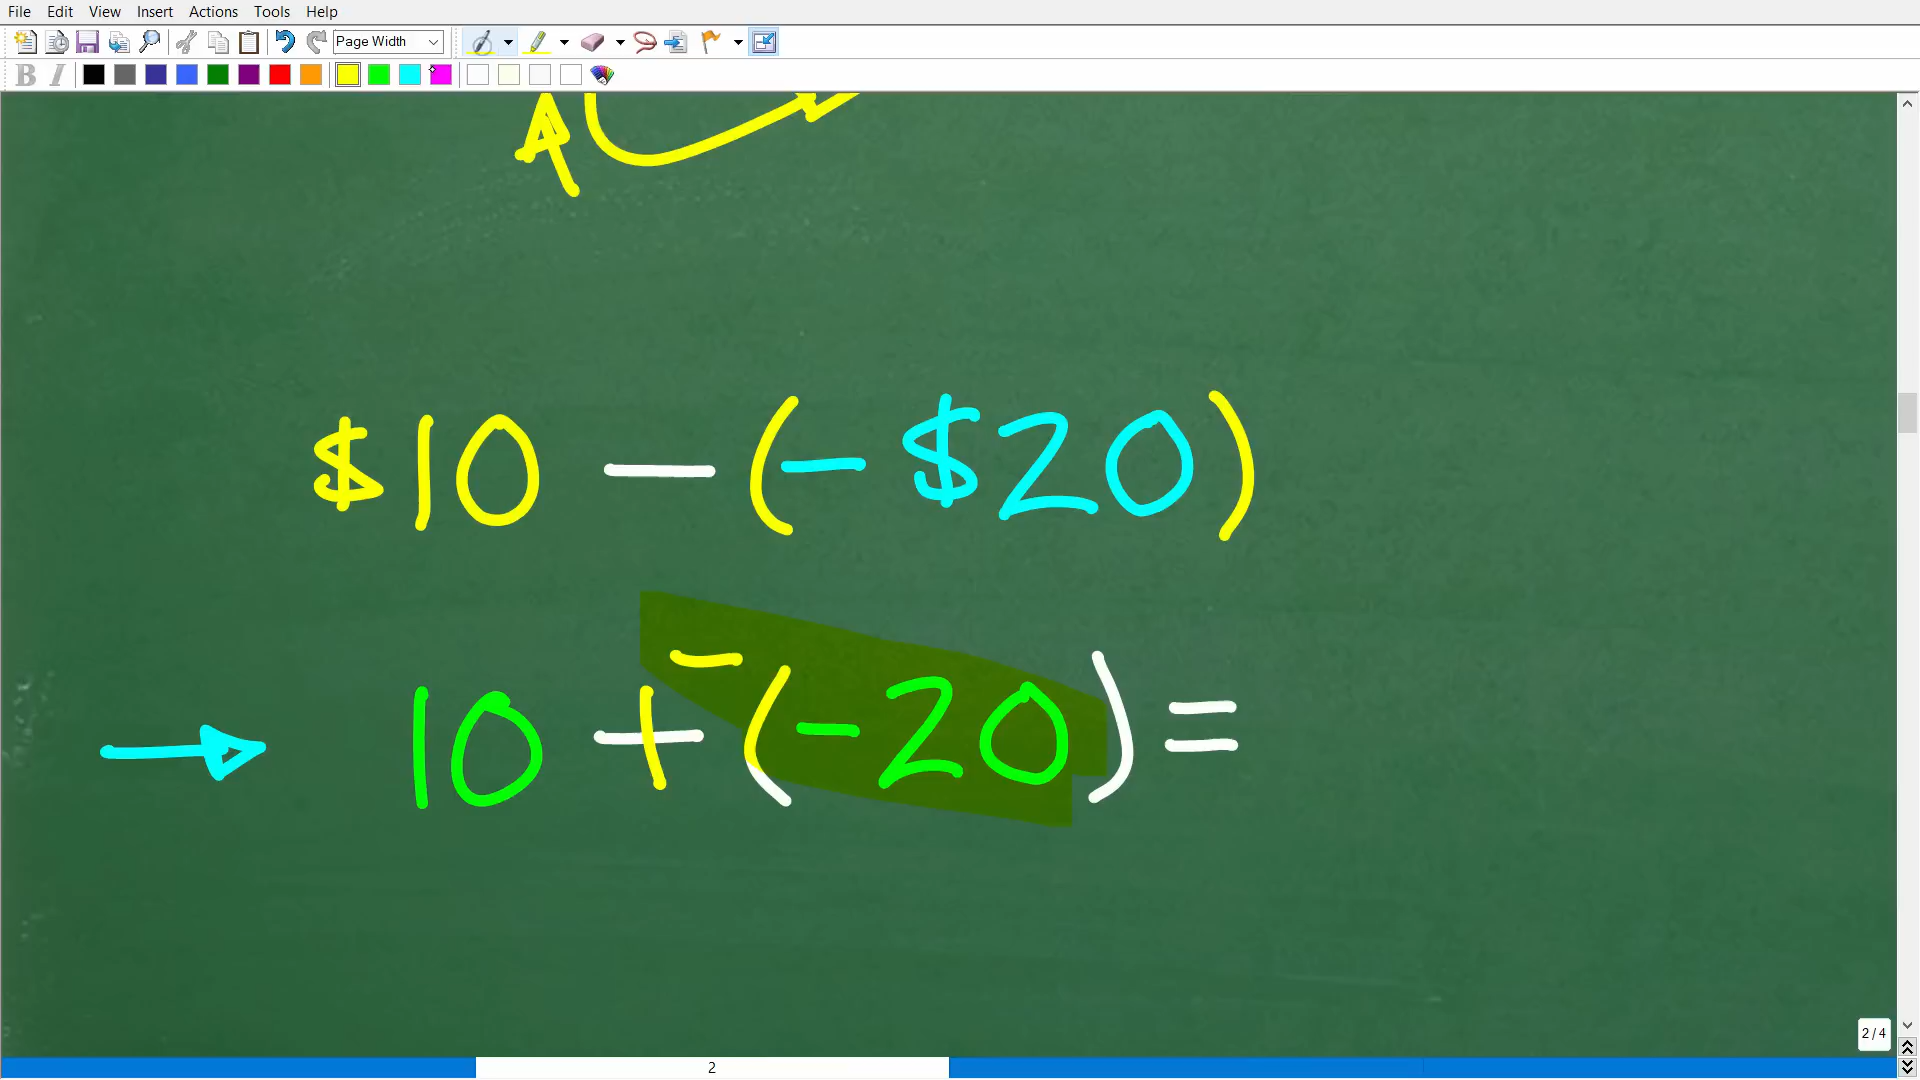 File Edit View Insert Actions Tools Help
Page Width
B I
$10 - (-$20)
10 + -(-20) =
2 / 4
2